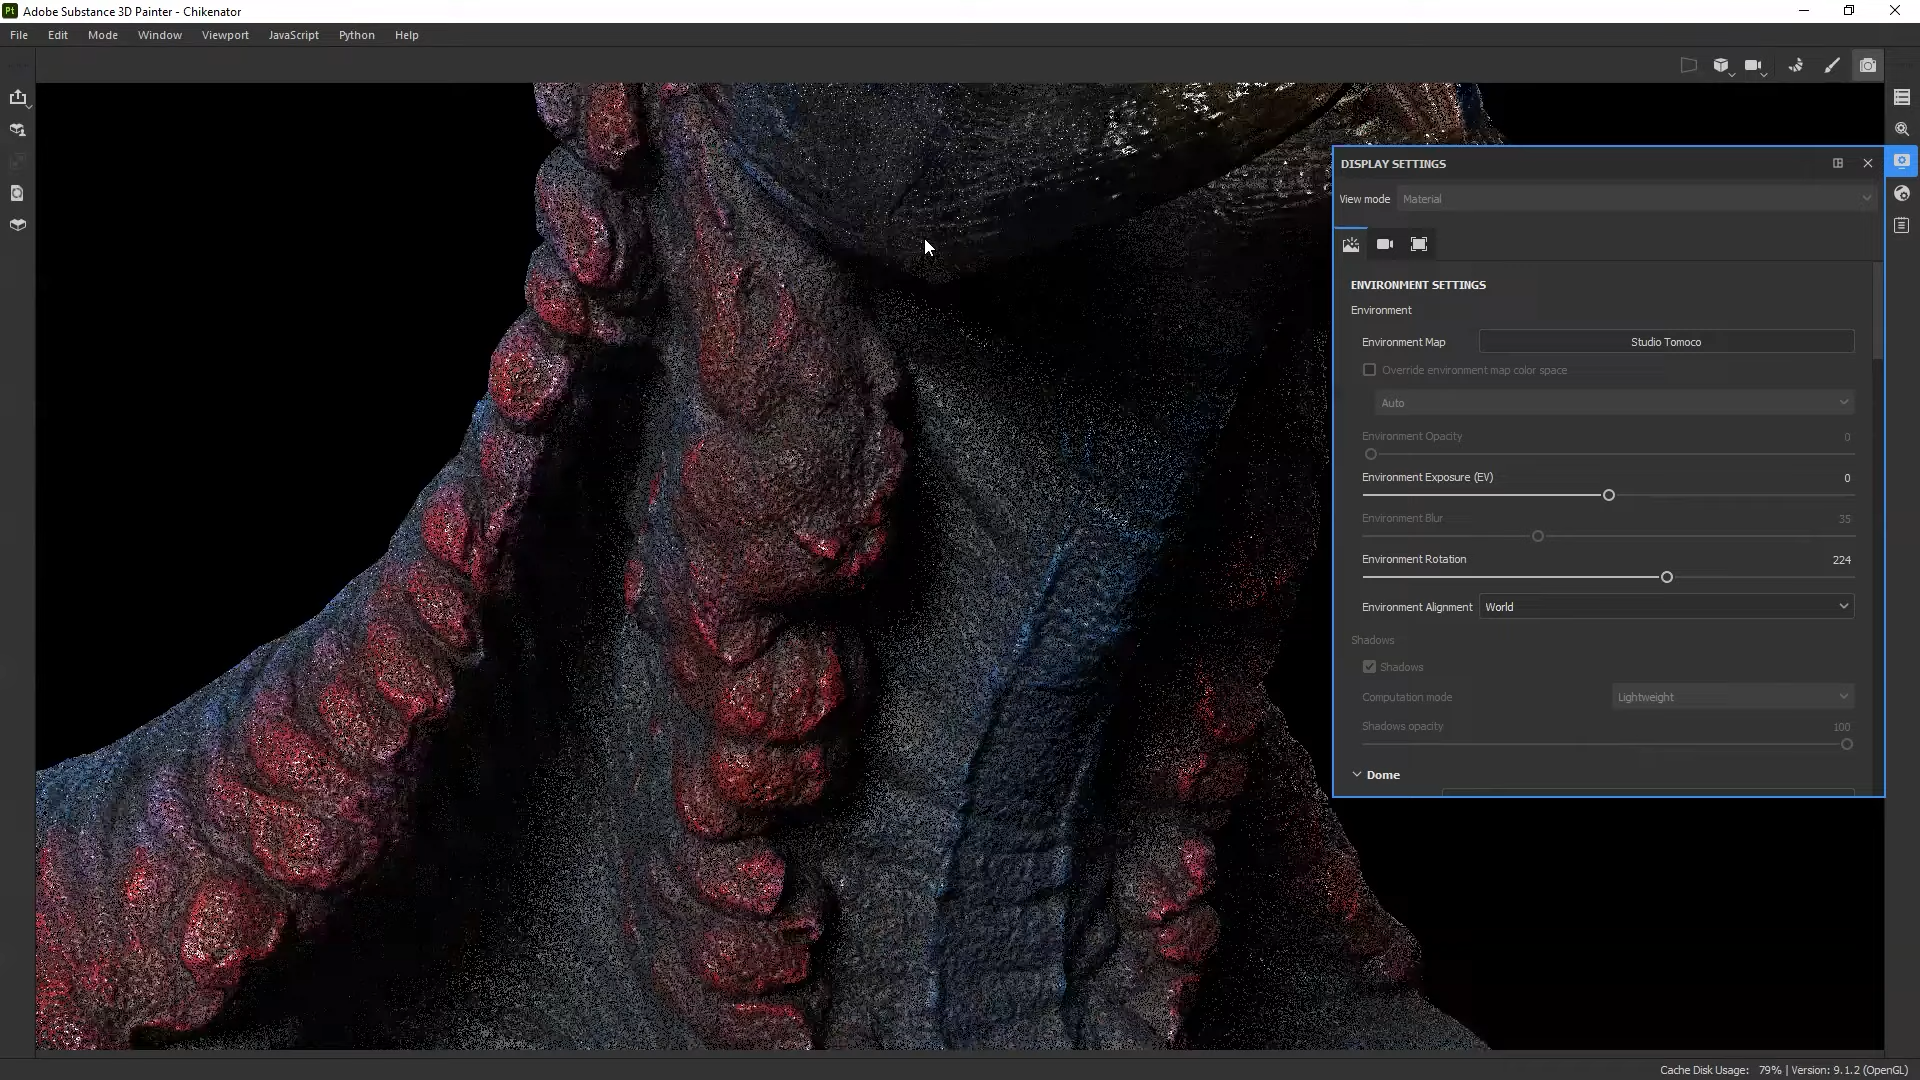 Pt Adobe Substance 3D Painter - Chikenator
File Edit Mode Window Viewport JavaScript Python Help
DISPLAY SETTINGS
View mode Material
ENVIRONMENT SETTINGS
Environment
Environment Map Studio Tomoco
Override environment map color space
Auto
Environment Opacity 0
Environment Exposure (EV) 0
Environment Blur 35
Environment Rotation 224
Environment Alignment World
Shadows
Shadows
Computation mode Lightweight
Shadows opacity 100
Dome
Cache Disk Usage: 79% | Version: 9.1.2 (OpenGL)